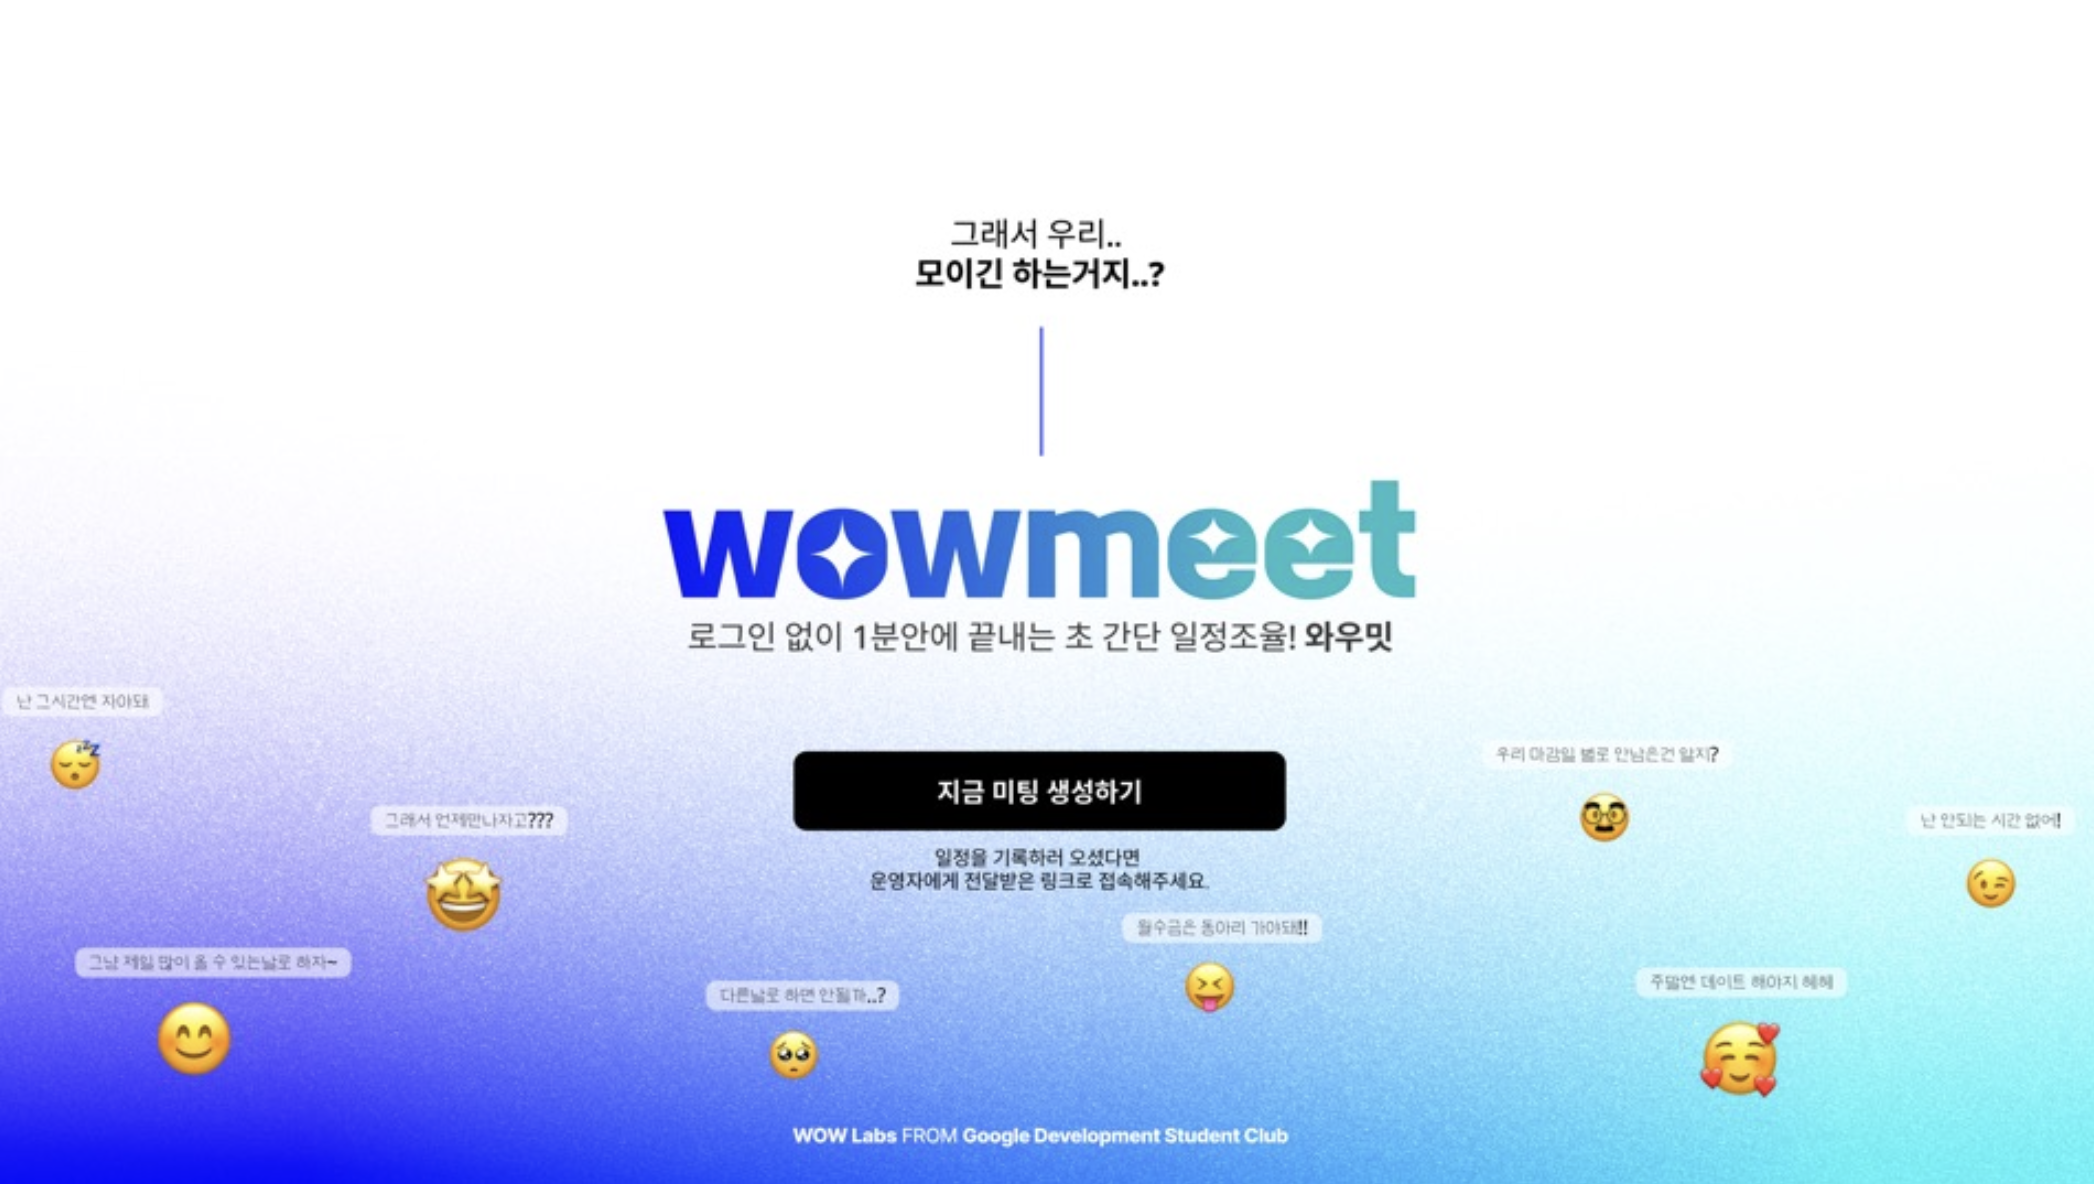 그래서 우리..
모이긴 하는거지..?
wowmeet
로그인 없이 1분안에 끝내는 초 간단 일정조율! 와우밋
난 그시간엔 자야돼
우리 마감일 별로 안남은건 알지?
지금 미팅 생성하기
그래서 언제만나자고???
난 안되는 시간 없어!
일정을 기록하러 오셨다면
운영자에게 전달받은 링크로 접속해주세요.
월수금은 동아리 가야돼!!
그냥 제일 많이 올 수 있는날로 하자~
주말엔 데이트 해야지 헤헤
다른날로 하면 안될까..?
WOW Labs FROM Google Development Student Club